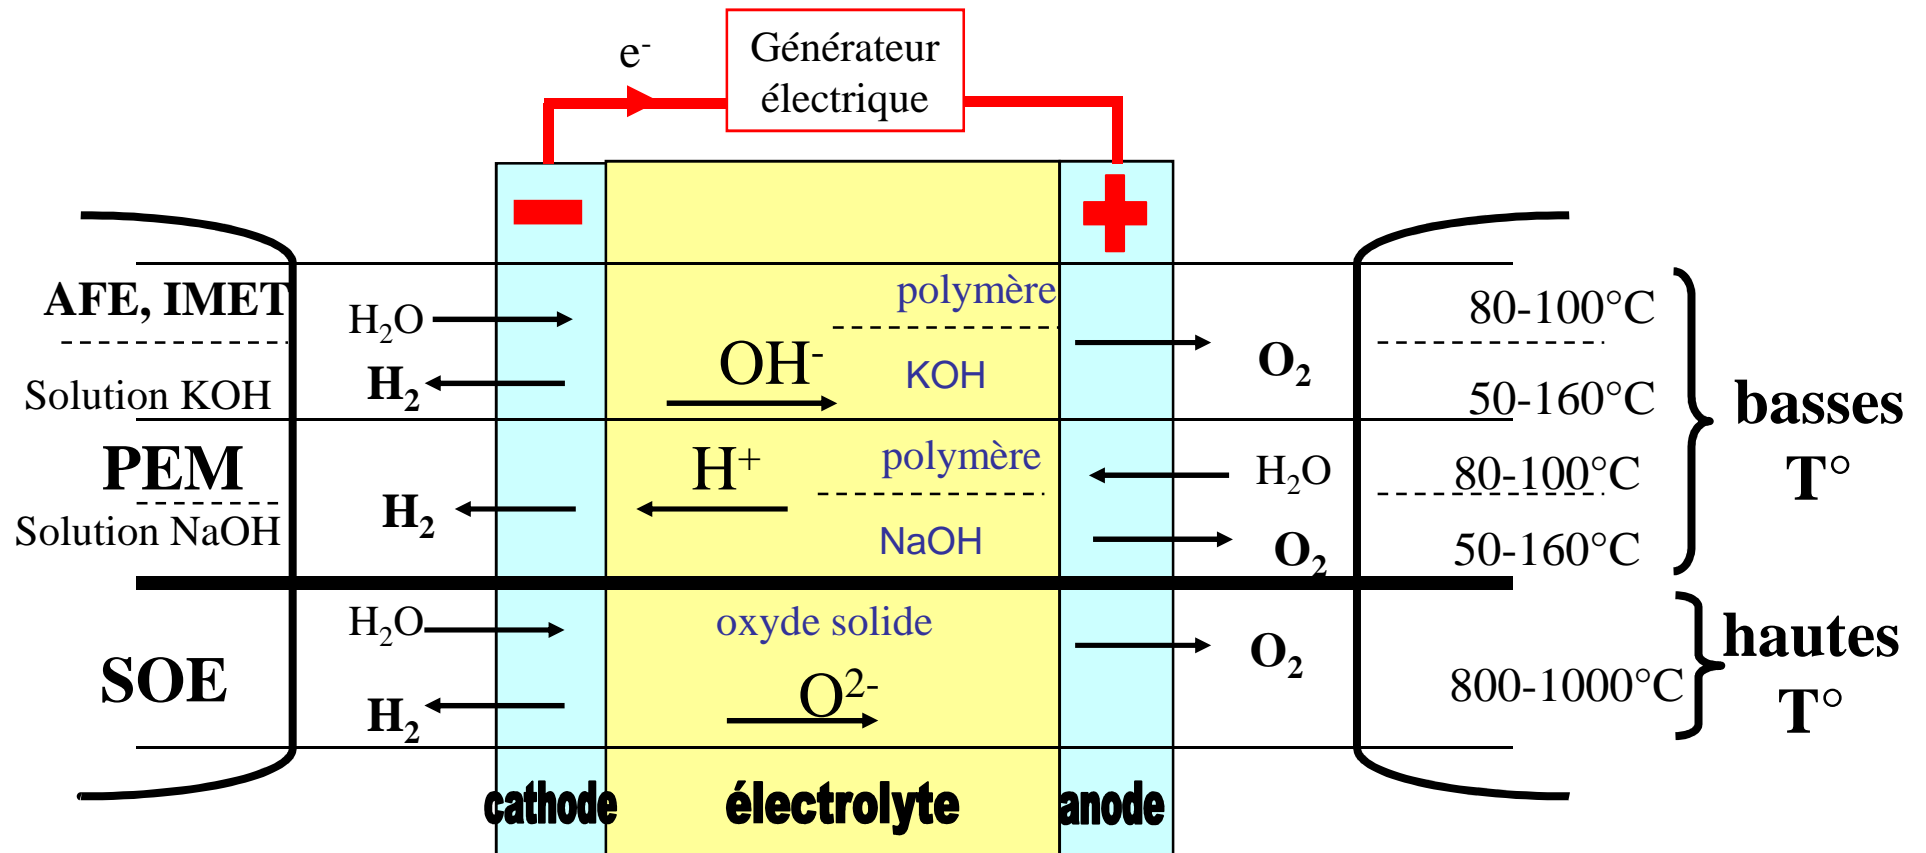 e⁻
Générateur
électrique
AFE, IMET
H₂O
polymère
80-100°C
H₂
OH⁻
KOH
O₂
Solution KOH
50-160°C
basses
T°
PEM
H⁺
polymère
H₂O
80-100°C
Solution NaOH
H₂
NaOH
O₂
50-160°C
H₂O
oxyde solide
O₂
hautes
T°
SOE
H₂
O²⁻
800-1000°C
cathode
électrolyte
anode